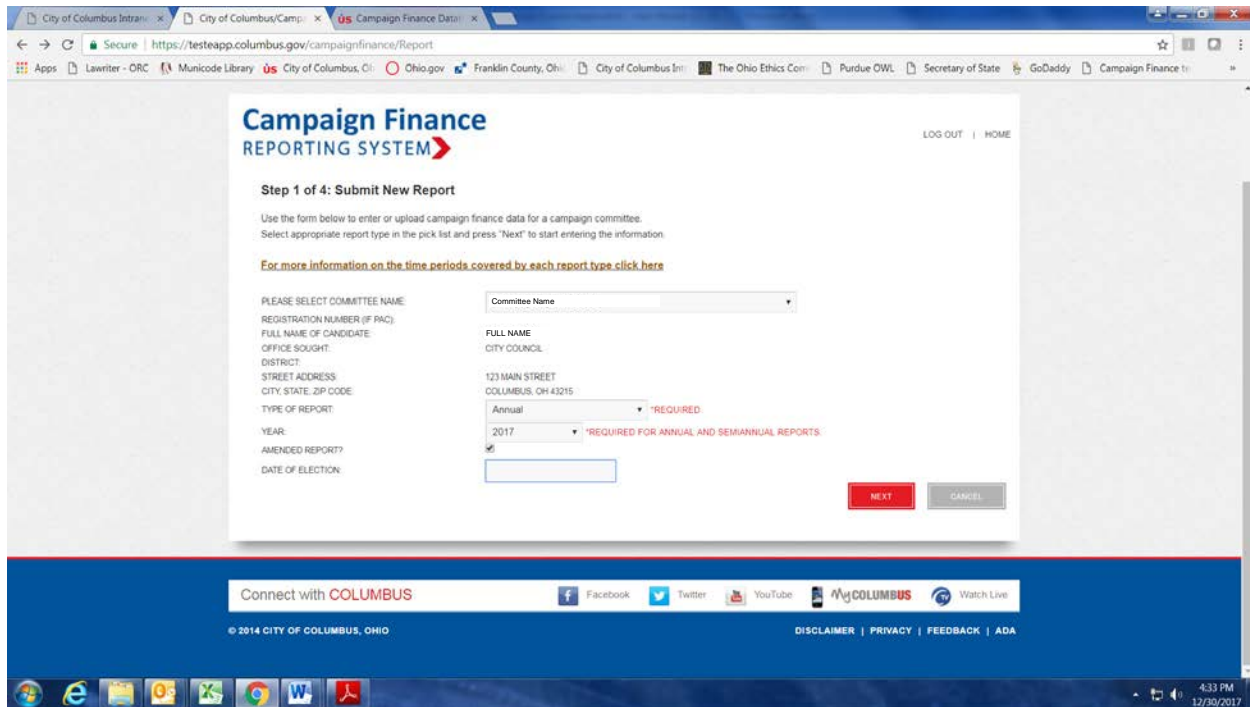 City of Columbus Intran
City of Columbus/Campa
Campaign Finance Data
Secure https://testeapp.columbus.gov/campaignfinance/Report
Apps Lawriter - ORC Municode Library City of Columbus, O Ohio.gov Franklin County, Ohi City of Columbus Int The Ohio Ethics Com Purdue OWL Secretary of State GoDaddy Campaign Finance te
Campaign Finance
REPORTING SYSTEM
LOG OUT | HOME
Step 1 of 4: Submit New Report
Use the form below to enter or upload campaign finance data for a campaign committee.
Select appropriate report type in the pick list and press "Next" to start entering the information.
For more information on the time periods covered by each report type click here
PLEASE SELECT COMMITTEE NAME: Committee Name
REGISTRATION NUMBER (IF PAC):
FULL NAME OF CANDIDATE: FULL NAME
OFFICE SOUGHT: CITY COUNCIL
DISTRICT:
STREET ADDRESS: 123 MAIN STREET
CITY, STATE, ZIP CODE: COLUMBUS, OH 43215
TYPE OF REPORT: Annual *REQUIRED
YEAR: 2017 *REQUIRED FOR ANNUAL AND SEMIANNUAL REPORTS.
AMENDED REPORT?
DATE OF ELECTION:
NEXT CANCEL
Connect with COLUMBUS Facebook Twitter YouTube MyCOLUMBUS Watch Live
© 2014 CITY OF COLUMBUS, OHIO DISCLAIMER | PRIVACY | FEEDBACK | ADA
4:33 PM
12/30/2017